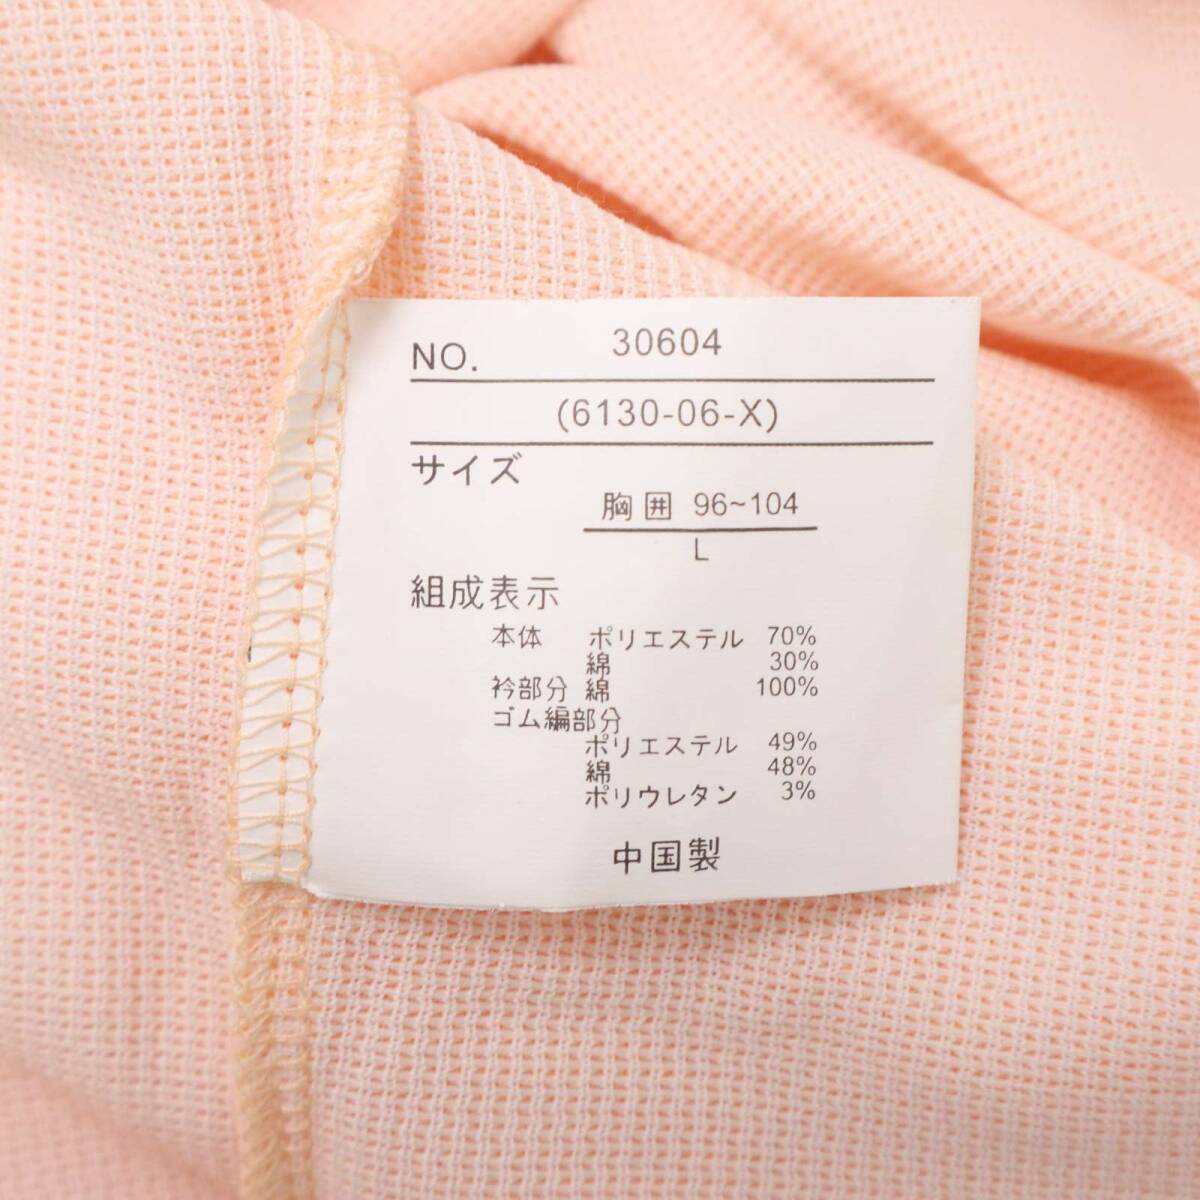 NO. 30604
(6130-06-X)
サイズ
胸囲 96~104
L
組成表示
本体 ポリエステル 70%
綿 30%
衿部分 綿 100%
ゴム編部分
ポリエステル 49%
綿 48%
ポリウレタン 3%
中国製